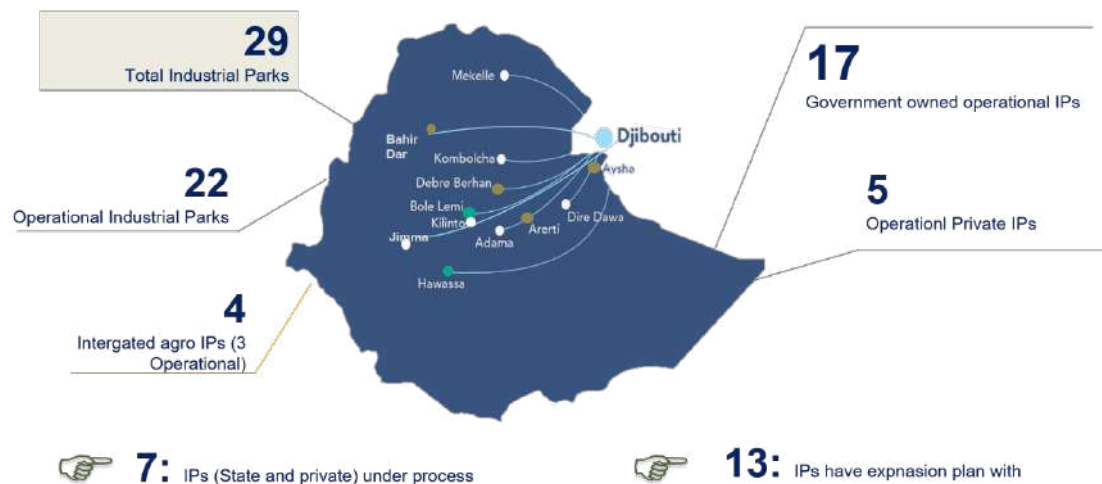 29
Total Industrial Parks
22
Operational Industrial Parks
4
Intergated agro IPs (3
Operational)
Mekelle
Bahir
Dar
Kombolcha
Debre Berhan
Bole Lemi
Kilinto
Jimma
Adama
Arerti
Dire Dawa
Aysha
Hawassa
Djibouti
17
Government owned operational IPs
5
Operationl Private IPs
7: IPs (State and private) under process
13: IPs have expnasion plan with